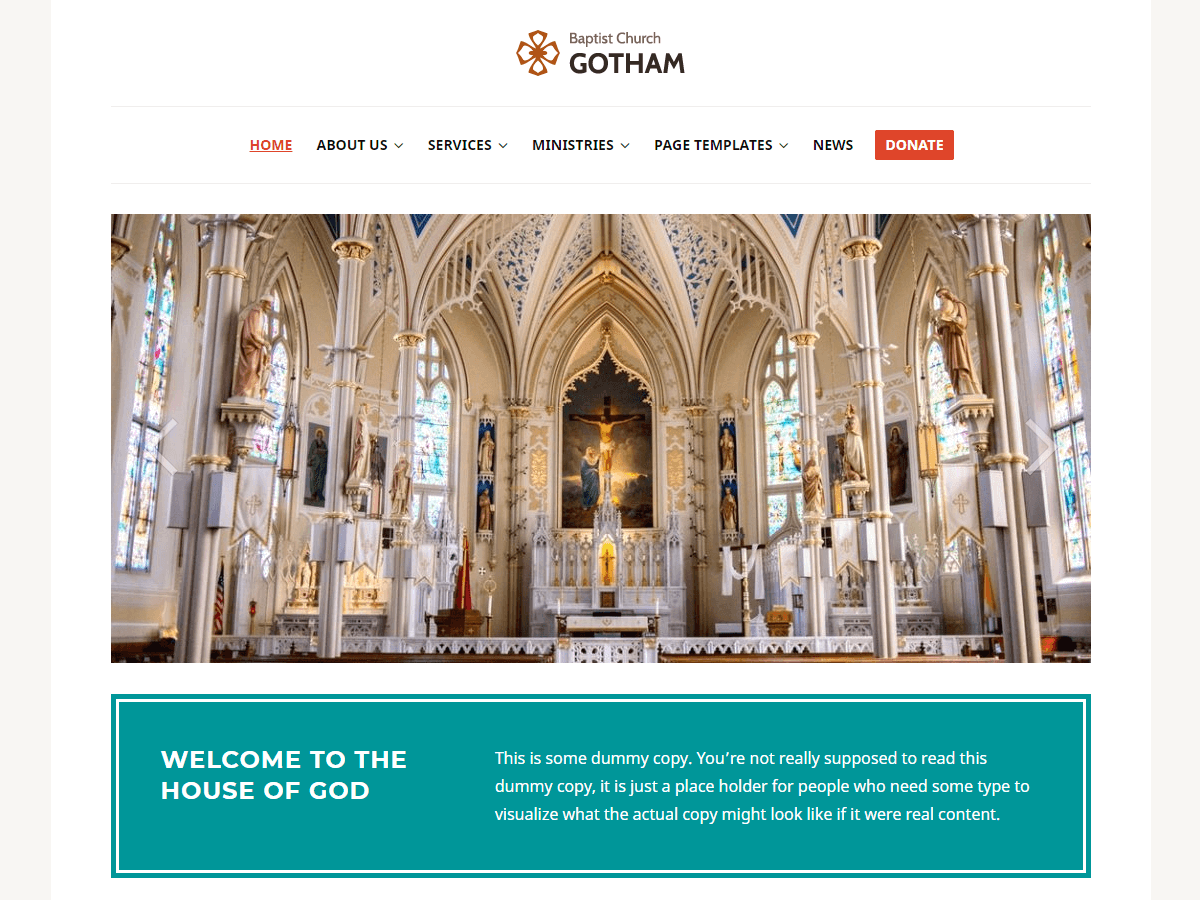 Baptist Church
GOTHAM
HOME ABOUT US SERVICES MINISTRIES PAGE TEMPLATES NEWS DONATE
WELCOME TO THE
HOUSE OF GOD
This is some dummy copy. You’re not really supposed to read this
dummy copy, it is just a place holder for people who need some type to
visualize what the actual copy might look like if it were real content.